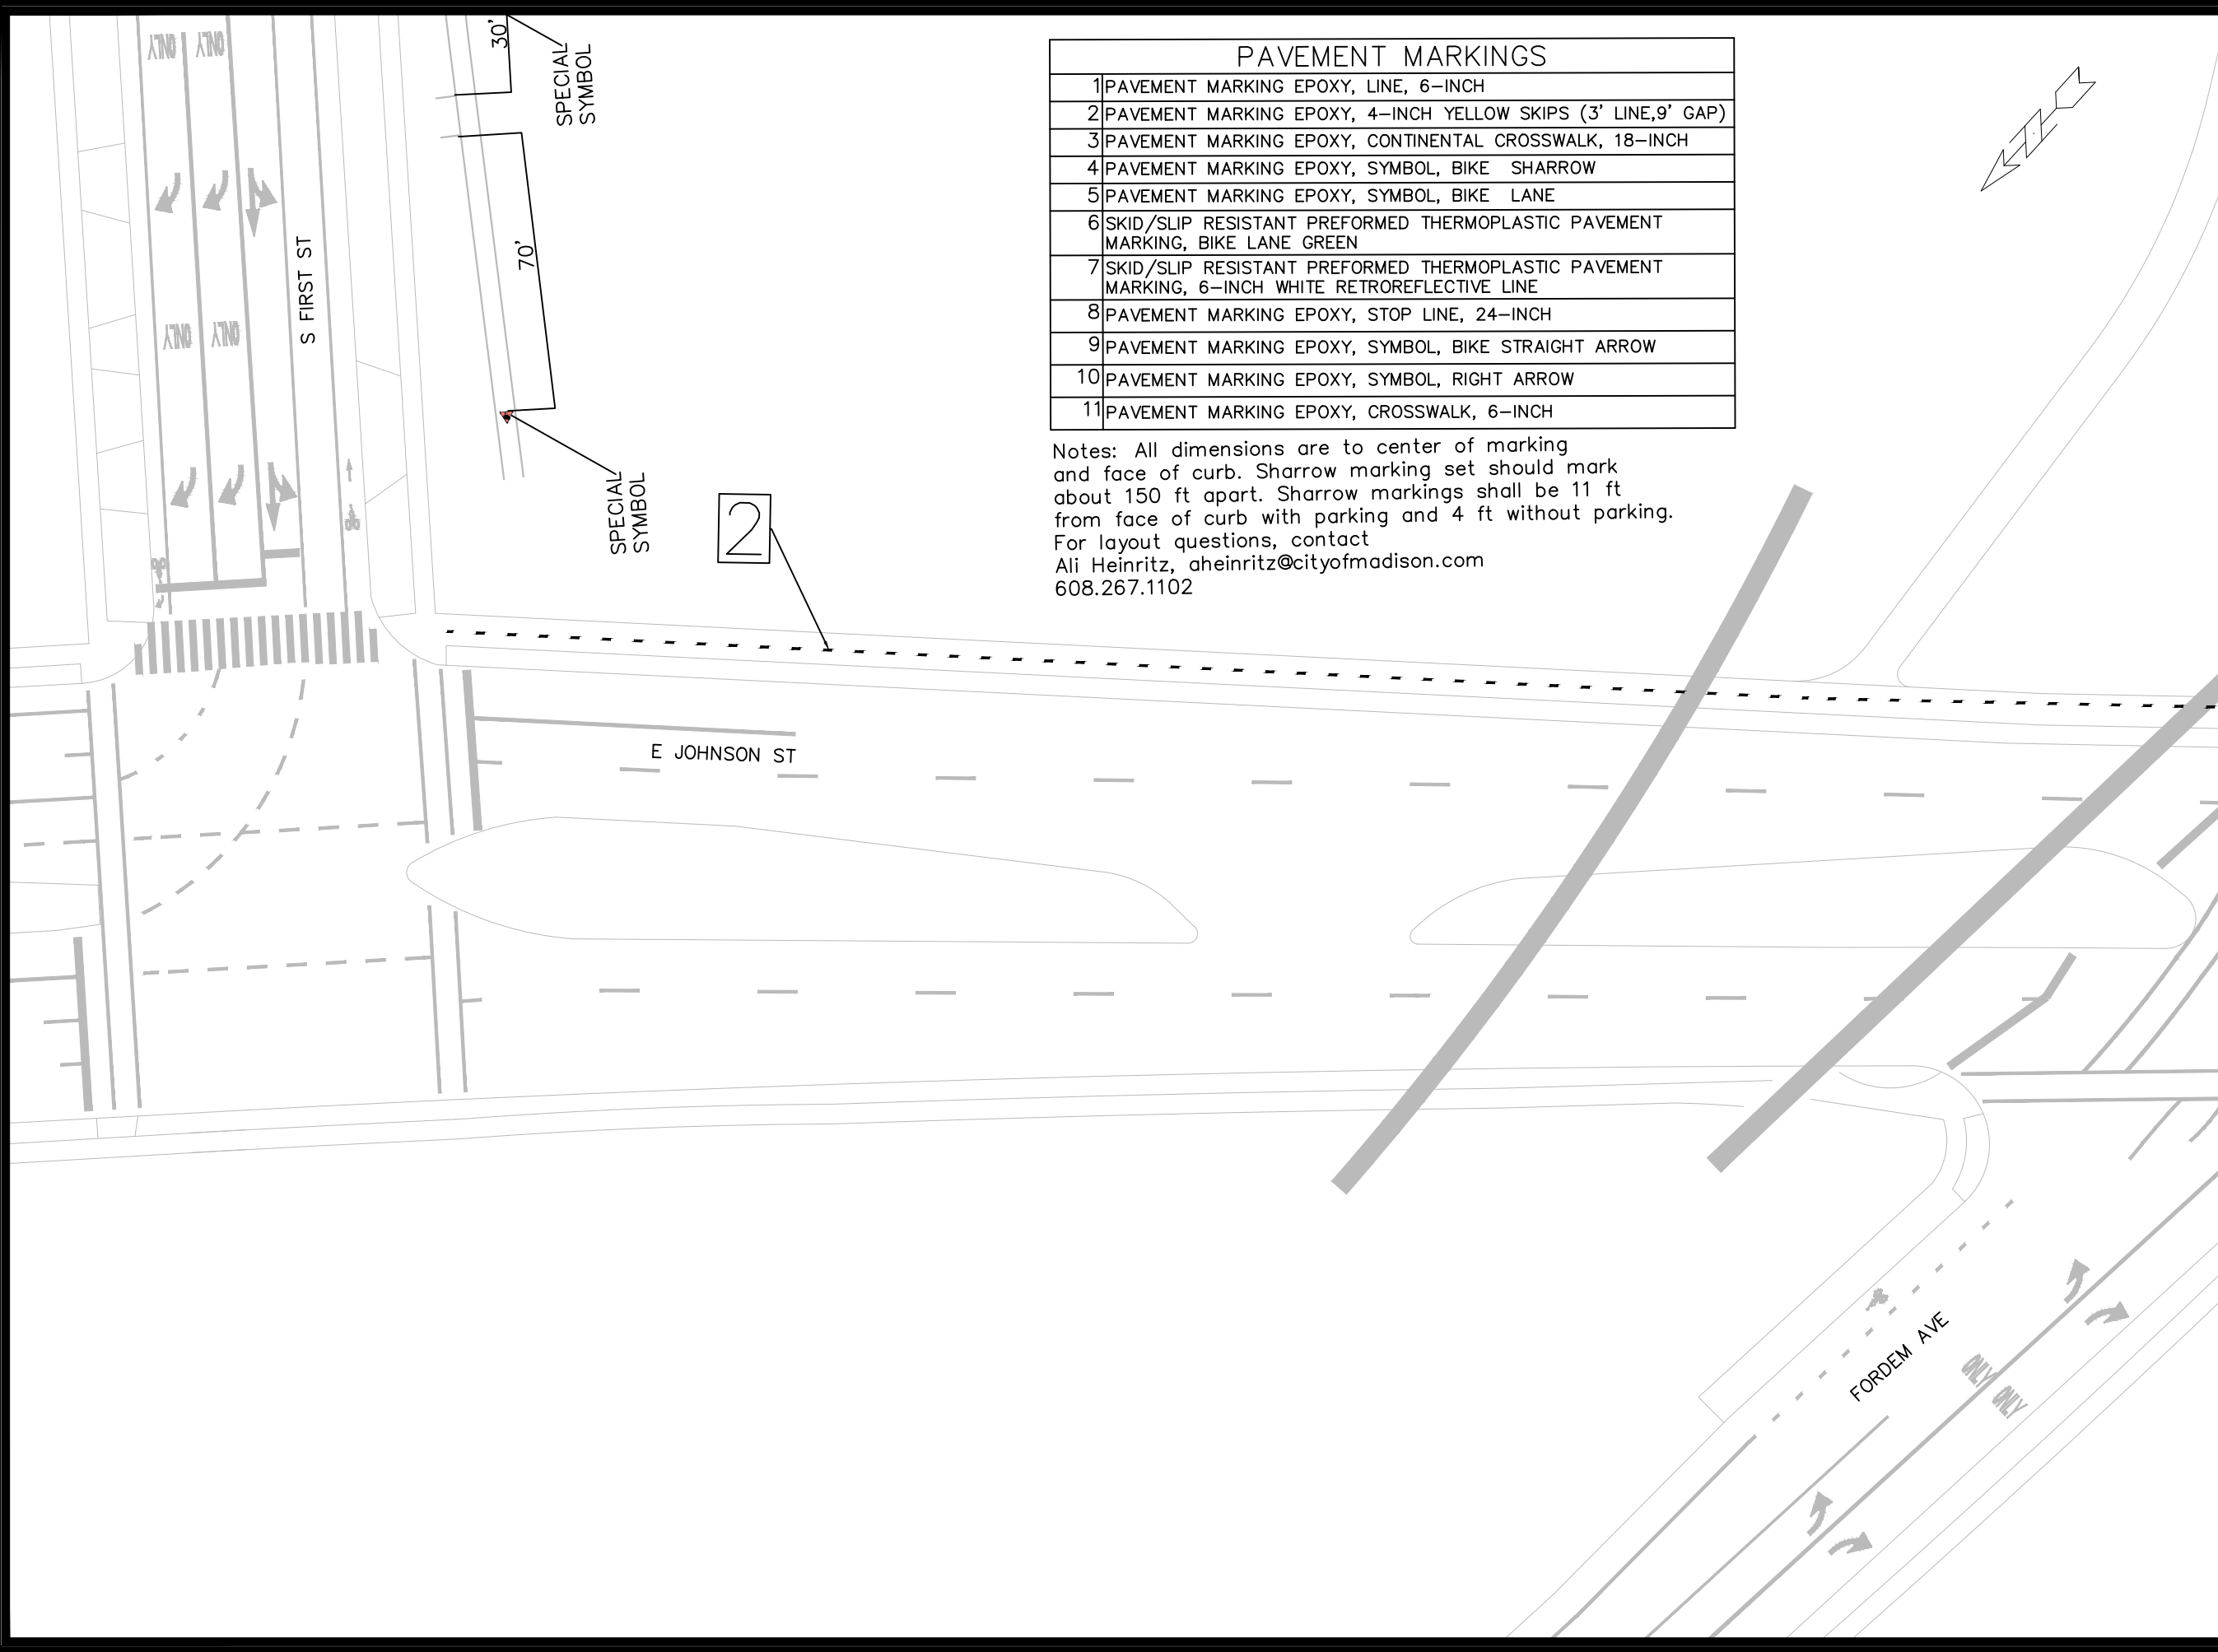 PAVEMENT MARKINGS
1 PAVEMENT MARKING EPOXY, LINE, 6-INCH
2 PAVEMENT MARKING EPOXY, 4-INCH YELLOW SKIPS (3' LINE,9' GAP)
3 PAVEMENT MARKING EPOXY, CONTINENTAL CROSSWALK, 18-INCH
4 PAVEMENT MARKING EPOXY, SYMBOL, BIKE SHARROW
5 PAVEMENT MARKING EPOXY, SYMBOL, BIKE LANE
6 SKID/SLIP RESISTANT PREFORMED THERMOPLASTIC PAVEMENT
MARKING, BIKE LANE GREEN
7 SKID/SLIP RESISTANT PREFORMED THERMOPLASTIC PAVEMENT
MARKING, 6-INCH WHITE RETROREFLECTIVE LINE
8 PAVEMENT MARKING EPOXY, STOP LINE, 24-INCH
9 PAVEMENT MARKING EPOXY, SYMBOL, BIKE STRAIGHT ARROW
10 PAVEMENT MARKING EPOXY, SYMBOL, RIGHT ARROW
11 PAVEMENT MARKING EPOXY, CROSSWALK, 6-INCH
Notes: All dimensions are to center of marking
and face of curb. Sharrow marking set should mark
about 150 ft apart. Sharrow markings shall be 11 ft
from face of curb with parking and 4 ft without parking.
For layout questions, contact
Ali Heinritz, aheinritz@cityofmadison.com
608.267.1102
ONLY
ONLY
30'
SPECIAL
SYMBOL
70'
S FIRST ST
ONLY
ONLY
SPECIAL
SYMBOL
2
E JOHNSON ST
FORDEM AVE
ONLY
ONLY